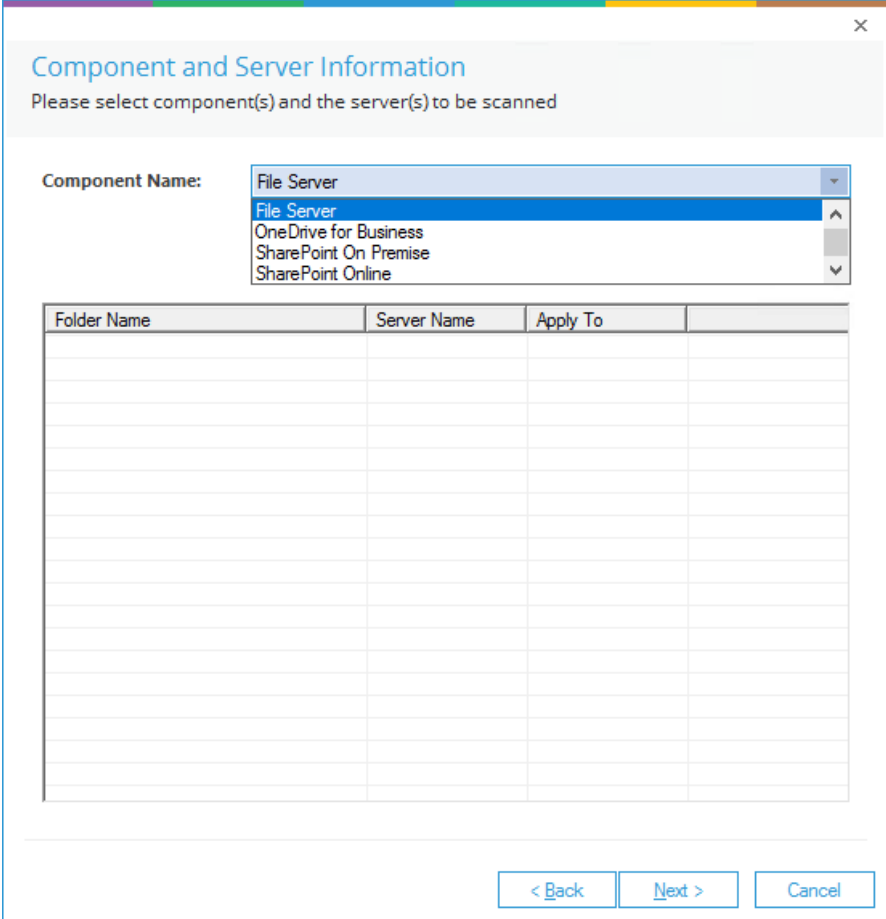 Component and Server Information
Please select component(s) and the server(s) to be scanned
Component Name:
File Server
File Server
OneDrive for Business
SharePoint On Premise
SharePoint Online
Folder Name Server Name Apply To
< Back Next > Cancel